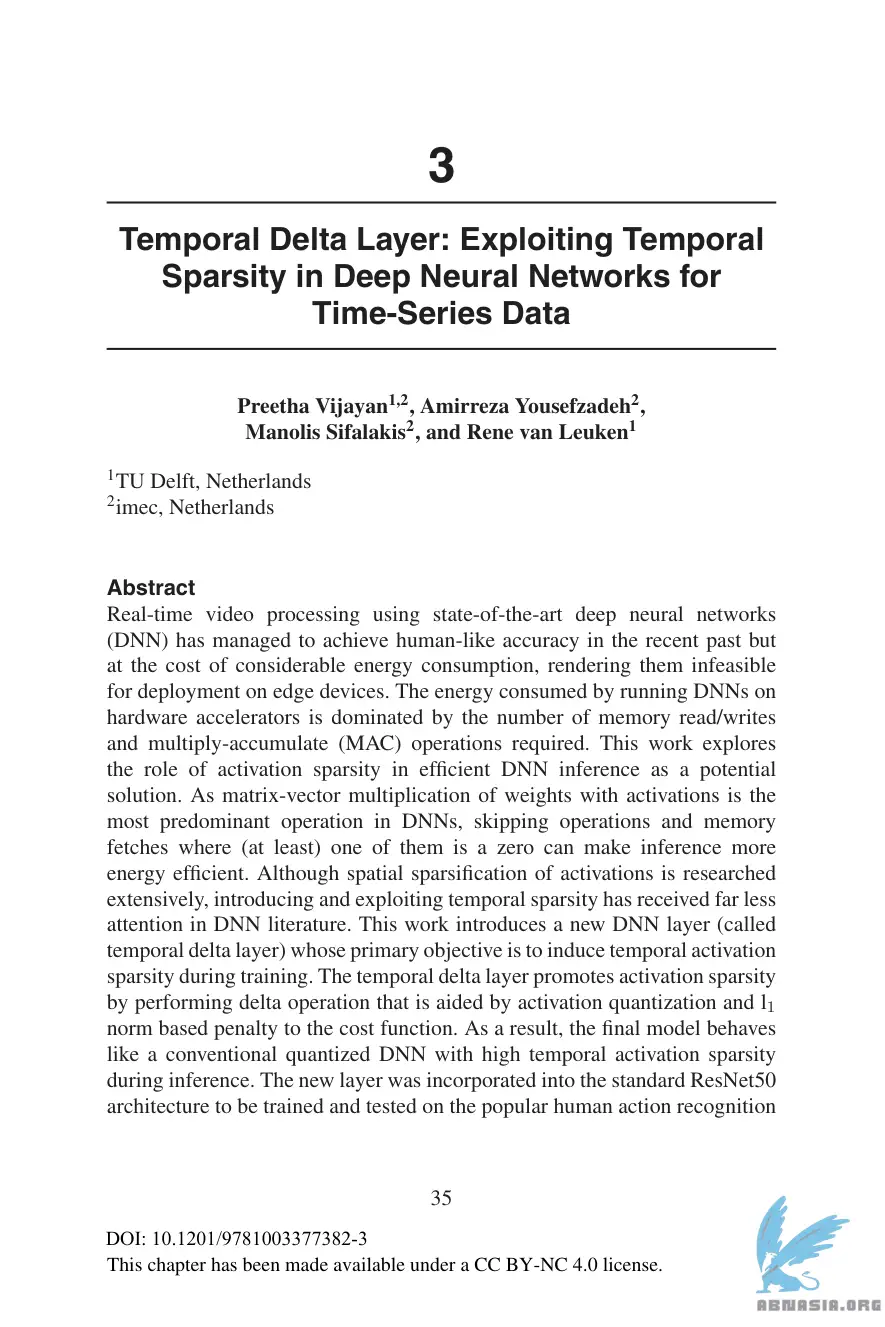 3
Temporal Delta Layer: Exploiting Temporal
Sparsity in Deep Neural Networks for
Time-Series Data
Preetha Vijayan1,2, Amirreza Yousefzadeh2,
Manolis Sifalakis2, and Rene van Leuken1
1TU Delft, Netherlands
2imec, Netherlands
Abstract
Real-time video processing using state-of-the-art deep neural networks
(DNN) has managed to achieve human-like accuracy in the recent past but
at the cost of considerable energy consumption, rendering them infeasible
for deployment on edge devices. The energy consumed by running DNNs on
hardware accelerators is dominated by the number of memory read/writes
and multiply-accumulate (MAC) operations required. This work explores
the role of activation sparsity in efficient DNN inference as a potential
solution. As matrix-vector multiplication of weights with activations is the
most predominant operation in DNNs, skipping operations and memory
fetches where (at least) one of them is a zero can make inference more
energy efficient. Although spatial sparsification of activations is researched
extensively, introducing and exploiting temporal sparsity has received far less
attention in DNN literature. This work introduces a new DNN layer (called
temporal delta layer) whose primary objective is to induce temporal activation
sparsity during training. The temporal delta layer promotes activation sparsity
by performing delta operation that is aided by activation quantization and l1
norm based penalty to the cost function. As a result, the final model behaves
like a conventional quantized DNN with high temporal activation sparsity
during inference. The new layer was incorporated into the standard ResNet50
architecture to be trained and tested on the popular human action recognition
35
DOI: 10.1201/9781003377382-3
This chapter has been made available under a CC BY-NC 4.0 license.
ABNASIA.ORG